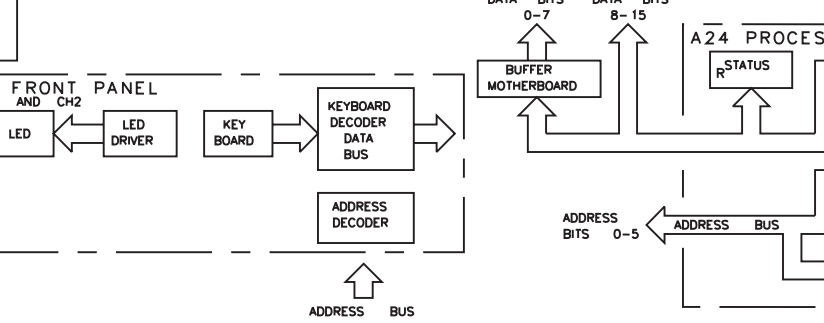 DATA BITS DATA BITS
0-7 8-15
A24 PROCES
BUFFER
MOTHERBOARD
STATUS
R
FRONT PANEL
AND CH2
LED
LED
DRIVER
KEY
BOARD
KEYBOARD
DECODER
DATA
BUS
ADDRESS
DECODER
ADDRESS
BITS 0-5
ADDRESS BUS
ADDRESS BUS